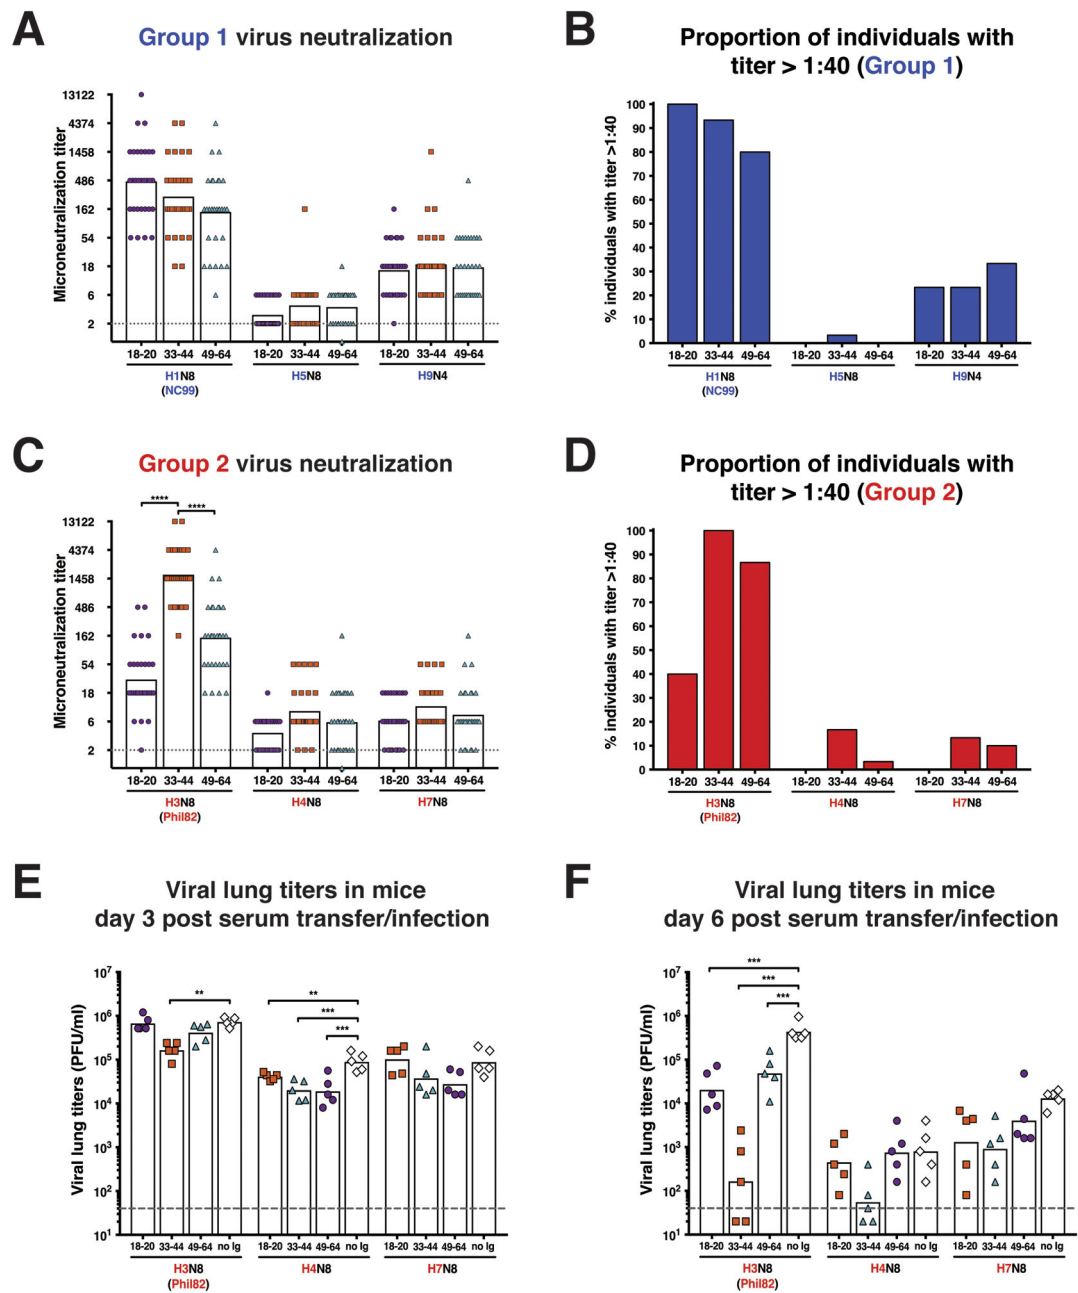 A
Group 1 virus neutralization
Microneutralization titer
13122
4374
1458
486
162
54
18
6
2
18-20 33-44 49-64 18-20 33-44 49-64 18-20 33-44 49-64
H1N8 H5N8 H9N4
(NC99)
B
Proportion of individuals with
titer > 1:40 (Group 1)
% individuals with titer >1:40
100
90
80
70
60
50
40
30
20
10
0
18-20 33-44 49-64 18-20 33-44 49-64 18-20 33-44 49-64
H1N8 H5N8 H9N4
(NC99)
C
Group 2 virus neutralization
**** ****
Microneutralization titer
13122
4374
1458
486
162
54
18
6
2
18-20 33-44 49-64 18-20 33-44 49-64 18-20 33-44 49-64
H3N8 H4N8 H7N8
(Phil82)
D
Proportion of individuals with
titer > 1:40 (Group 2)
% individuals with titer >1:40
100
90
80
70
60
50
40
30
20
10
0
18-20 33-44 49-64 18-20 33-44 49-64 18-20 33-44 49-64
H3N8 H4N8 H7N8
(Phil82)
E
Viral lung titers in mice
day 3 post serum transfer/infection
Viral lung titers (PFU/ml)
10⁷
10⁶
10⁵
10⁴
10³
10²
10¹
** **
***
***
18-20 33-44 49-64 no Ig 18-20 33-44 49-64 no Ig 18-20 33-44 49-64 no Ig
H3N8 H4N8 H7N8
(Phil82)
F
Viral lung titers in mice
day 6 post serum transfer/infection
Viral lung titers (PFU/ml)
10⁷
10⁶
10⁵
10⁴
10³
10²
10¹
***
***
***
18-20 33-44 49-64 no Ig 18-20 33-44 49-64 no Ig 18-20 33-44 49-64 no Ig
H3N8 H4N8 H7N8
(Phil82)